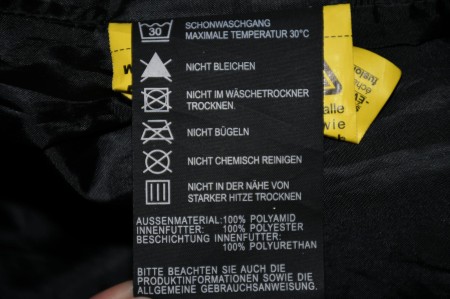 30
SCHONWASCHGANG
MAXIMALE TEMPERATUR 30°C
NICHT BLEICHEN
NICHT IM WÄSCHETROCKNER
TROCKNEN.
NICHT BÜGELN
NICHT CHEMISCH REINIGEN
NICHT IN DER NÄHE VON
STARKER HITZE TROCKNEN
AUSSENMATERIAL:100% POLYAMID
INNENFUTTER: 100% POLYESTER
BESCHICHTUNG INNENFUTTER:
100% POLYURETHAN
BITTE BEACHTEN SIE AUCH DIE
PRODUKTINFORMATIONEN SOWIE DIE
ALLGEMEINE GEBRAUCHSANWEISUNG.
alle
wie